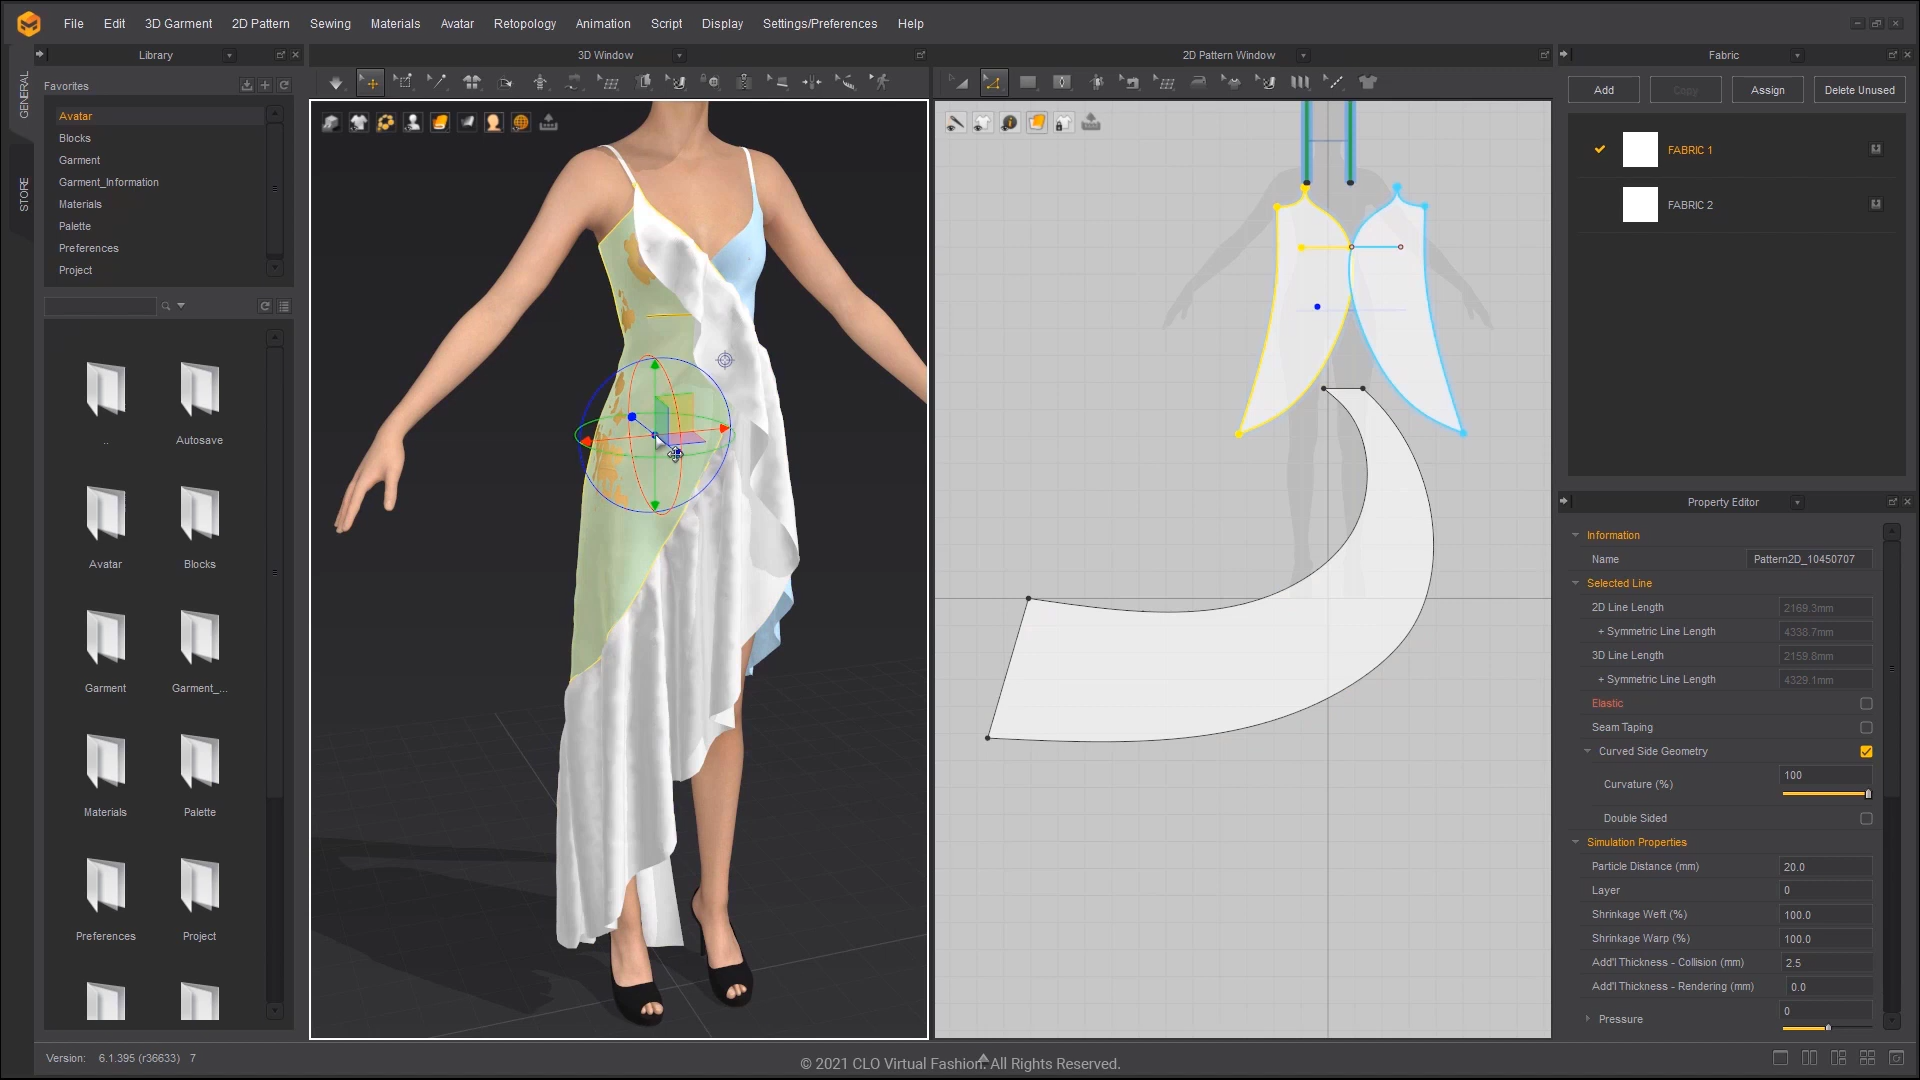 File Edit 3D Garment 2D Pattern Sewing Materials Avatar Retopology Animation Script Display Settings/Preferences Help
Library
3D Window
2D Pattern Window
Fabric
GENERAL
STORE
Favorites
Avatar
Blocks
Garment
Garment_Information
Materials
Palette
Preferences
Project
..
Autosave
Avatar
Blocks
Garment
Garment_...
Materials
Palette
Preferences
Project
Add
Copy
Assign
Delete Unused
FABRIC 1
FABRIC 2
Property Editor
Information
Name Pattern2D_10450707
Selected Line
2D Line Length 2169.3mm
+ Symmetric Line Length 4338.7mm
3D Line Length 2159.8mm
+ Symmetric Line Length 4329.1mm
Elastic
Seam Taping
Curved Side Geometry
Curvature (%) 100
Double Sided
Simulation Properties
Particle Distance (mm) 20.0
Layer 0
Shrinkage Weft (%) 100.0
Shrinkage Warp (%) 100.0
Add'l Thickness - Collision (mm) 2.5
Add'l Thickness - Rendering (mm) 0.0
Pressure 0
Version: 6.1.395 (r36633) 7
© 2021 CLO Virtual Fashion. All Rights Reserved.